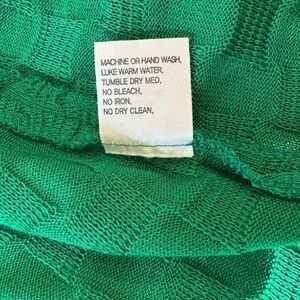 MACHINE OR HAND WASH.
LUKE WARM WATER.
TUMBLE DRY MED.
NO BLEACH.
NO IRON.
NO DRY CLEAN.